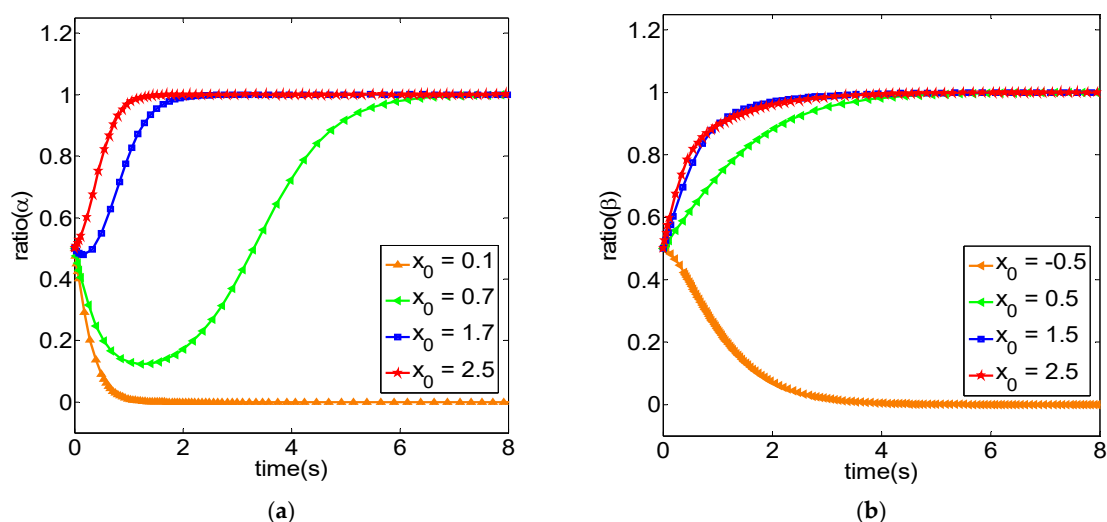 1.2
1
0.8
0.6
0.4
0.2
0
ratio(α)
0 2 4 6 8
time(s)
x0 = 0.1
x0 = 0.7
x0 = 1.7
x0 = 2.5
(a)
1.2
1
0.8
0.6
0.4
0.2
0
ratio(β)
0 2 4 6 8
time(s)
x0 = -0.5
x0 = 0.5
x0 = 1.5
x0 = 2.5
(b)